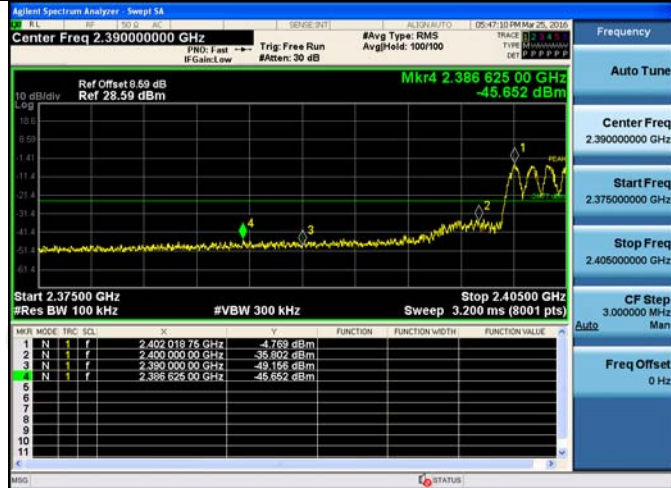 Agilent Spectrum Analyzer - Swept SA
RL RF 50 Ω AC SENSE:INT ALIGN AUTO 05:47:10 PM Mar 25, 2016
Center Freq 2.390000000 GHz #Avg Type: RMS TRACE 1 2 3 4 5 6
PNO: Fast Trig: Free Run Avg|Hold: 100/100 TYPE
IFGain:Low #Atten: 30 dB DET P P P P P P
Mkr4 2.386 625 00 GHz
-45.652 dBm
Ref Offset 8.59 dB
10 dB/div Ref 28.59 dBm
Log
18.6
8.59
-1.41
-11.4
-21.4
-31.4
-41.4
-51.4
-61.4
1
2
3
4
Start 2.37500 GHz Stop 2.40500 GHz
#Res BW 100 kHz #VBW 300 kHz Sweep 3.200 ms (8001 pts)
MKR MODE TRC SCL X Y FUNCTION FUNCTION WIDTH FUNCTION VALUE
1 N 1 f 2.402 018 75 GHz -4.769 dBm
2 N 1 f 2.400 000 00 GHz -35.802 dBm
3 N 1 f 2.390 000 00 GHz -49.156 dBm
4 N 1 f 2.386 625 00 GHz -45.652 dBm
5
6
7
8
9
10
11
MSG STATUS
Frequency
Auto Tune
Center Freq
2.390000000 GHz
Start Freq
2.375000000 GHz
Stop Freq
2.405000000 GHz
CF Step
3.000000 MHz
Auto Man
Freq Offset
0 Hz